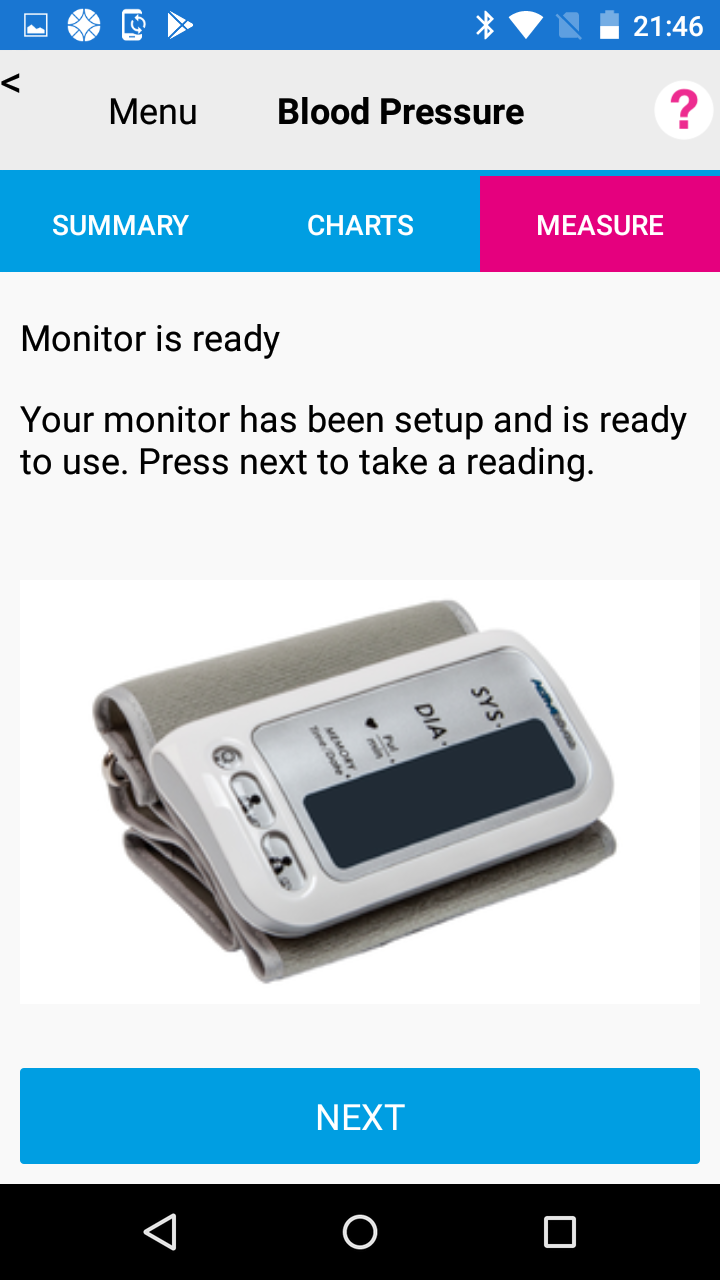 21:46
<
Menu
Blood Pressure
?
SUMMARY
CHARTS
MEASURE
Monitor is ready
Your monitor has been setup and is ready
to use. Press next to take a reading.
SYS.
DIA.
Pul.
min
MEMORY
Time/Date
NEXT